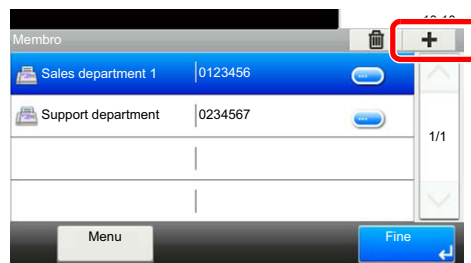 Membro
+
Sales department 1 0123456
Support department 0234567
1/1
Menu Fine